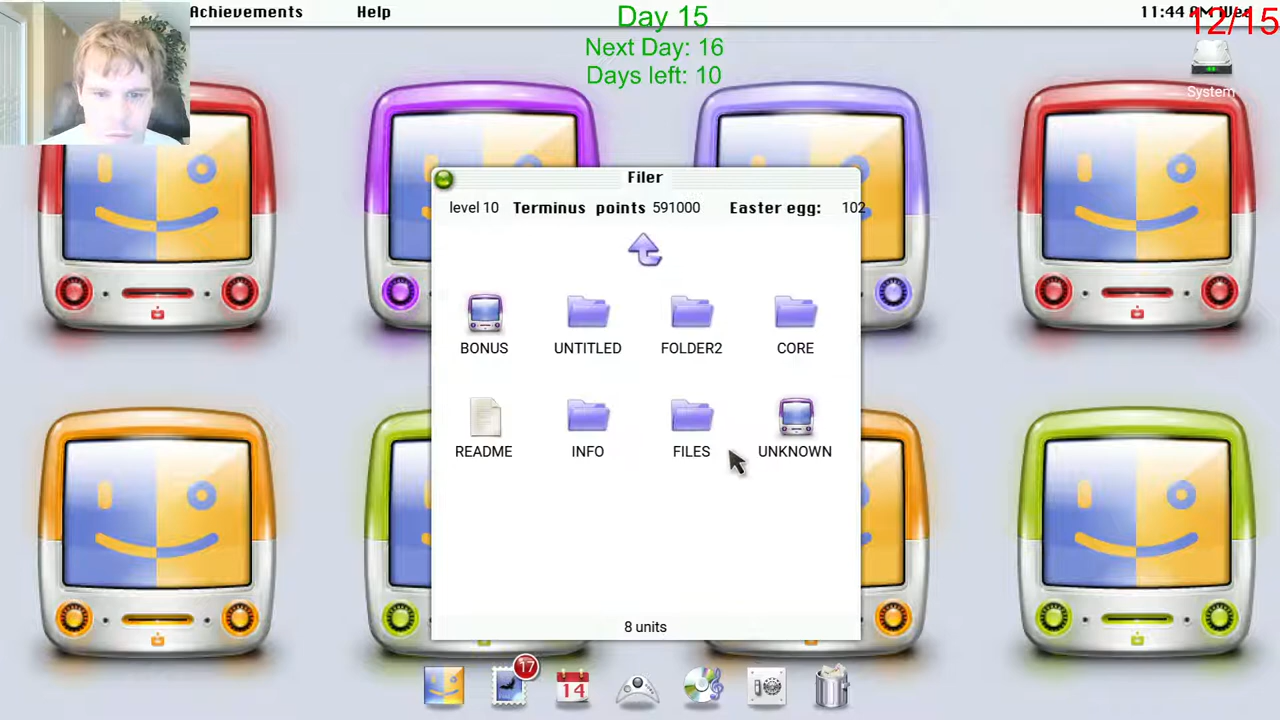 Achievements Help
Day 15
Next Day: 16
Days left: 10
11:44 AM Wed
12/15
System
Filer
level 10 Terminus points 591000 Easter egg: 102
BONUS UNTITLED FOLDER2 CORE
README INFO FILES UNKNOWN
8 units
17
14